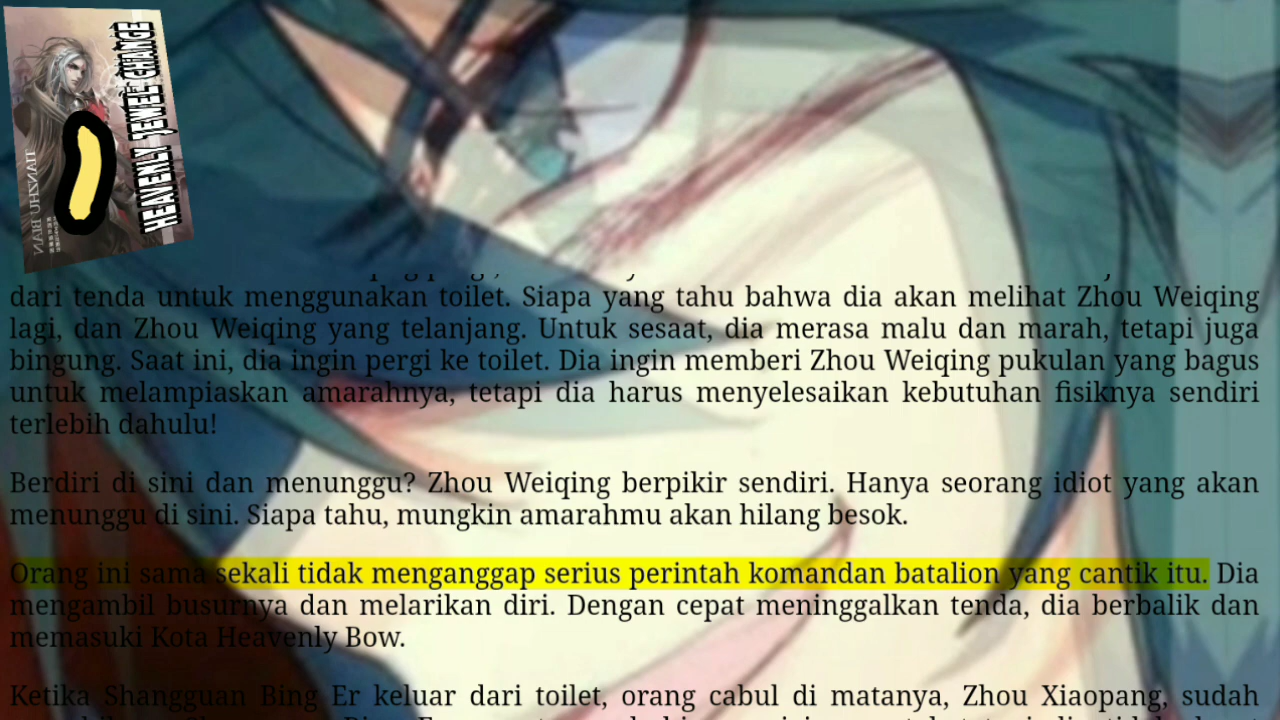 HEAVENLY JEWEL CHANGE
TIANZHU BIAN
dari tenda untuk menggunakan toilet. Siapa yang tahu bahwa dia akan melihat Zhou Weiqing
lagi, dan Zhou Weiqing yang telanjang. Untuk sesaat, dia merasa malu dan marah, tetapi juga
bingung. Saat ini, dia ingin pergi ke toilet. Dia ingin memberi Zhou Weiqing pukulan yang bagus
untuk melampiaskan amarahnya, tetapi dia harus menyelesaikan kebutuhan fisiknya sendiri
terlebih dahulu!
Berdiri di sini dan menunggu? Zhou Weiqing berpikir sendiri. Hanya seorang idiot yang akan
menunggu di sini. Siapa tahu, mungkin amarahmu akan hilang besok.
Orang ini sama sekali tidak menganggap serius perintah komandan batalion yang cantik itu. Dia
mengambil busurnya dan melarikan diri. Dengan cepat meninggalkan tenda, dia berbalik dan
memasuki Kota Heavenly Bow.
Ketika Shangguan Bing Er keluar dari toilet, orang cabul di matanya, Zhou Xiaopang, sudah